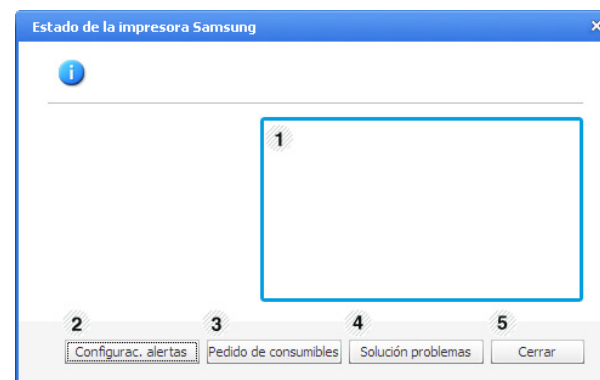 Estado de la impresora Samsung
1
2 3 4 5
Configurac. alertas Pedido de consumibles Solución problemas Cerrar